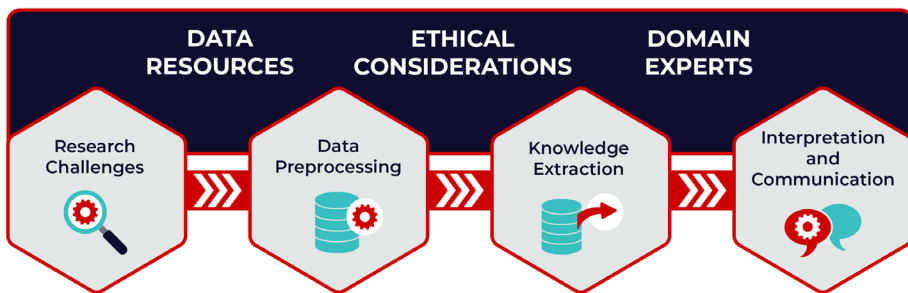 DATA
RESOURCES
ETHICAL
CONSIDERATIONS
DOMAIN
EXPERTS
Research
Challenges
Data
Preprocessing
Knowledge
Extraction
Interpretation
and
Communication